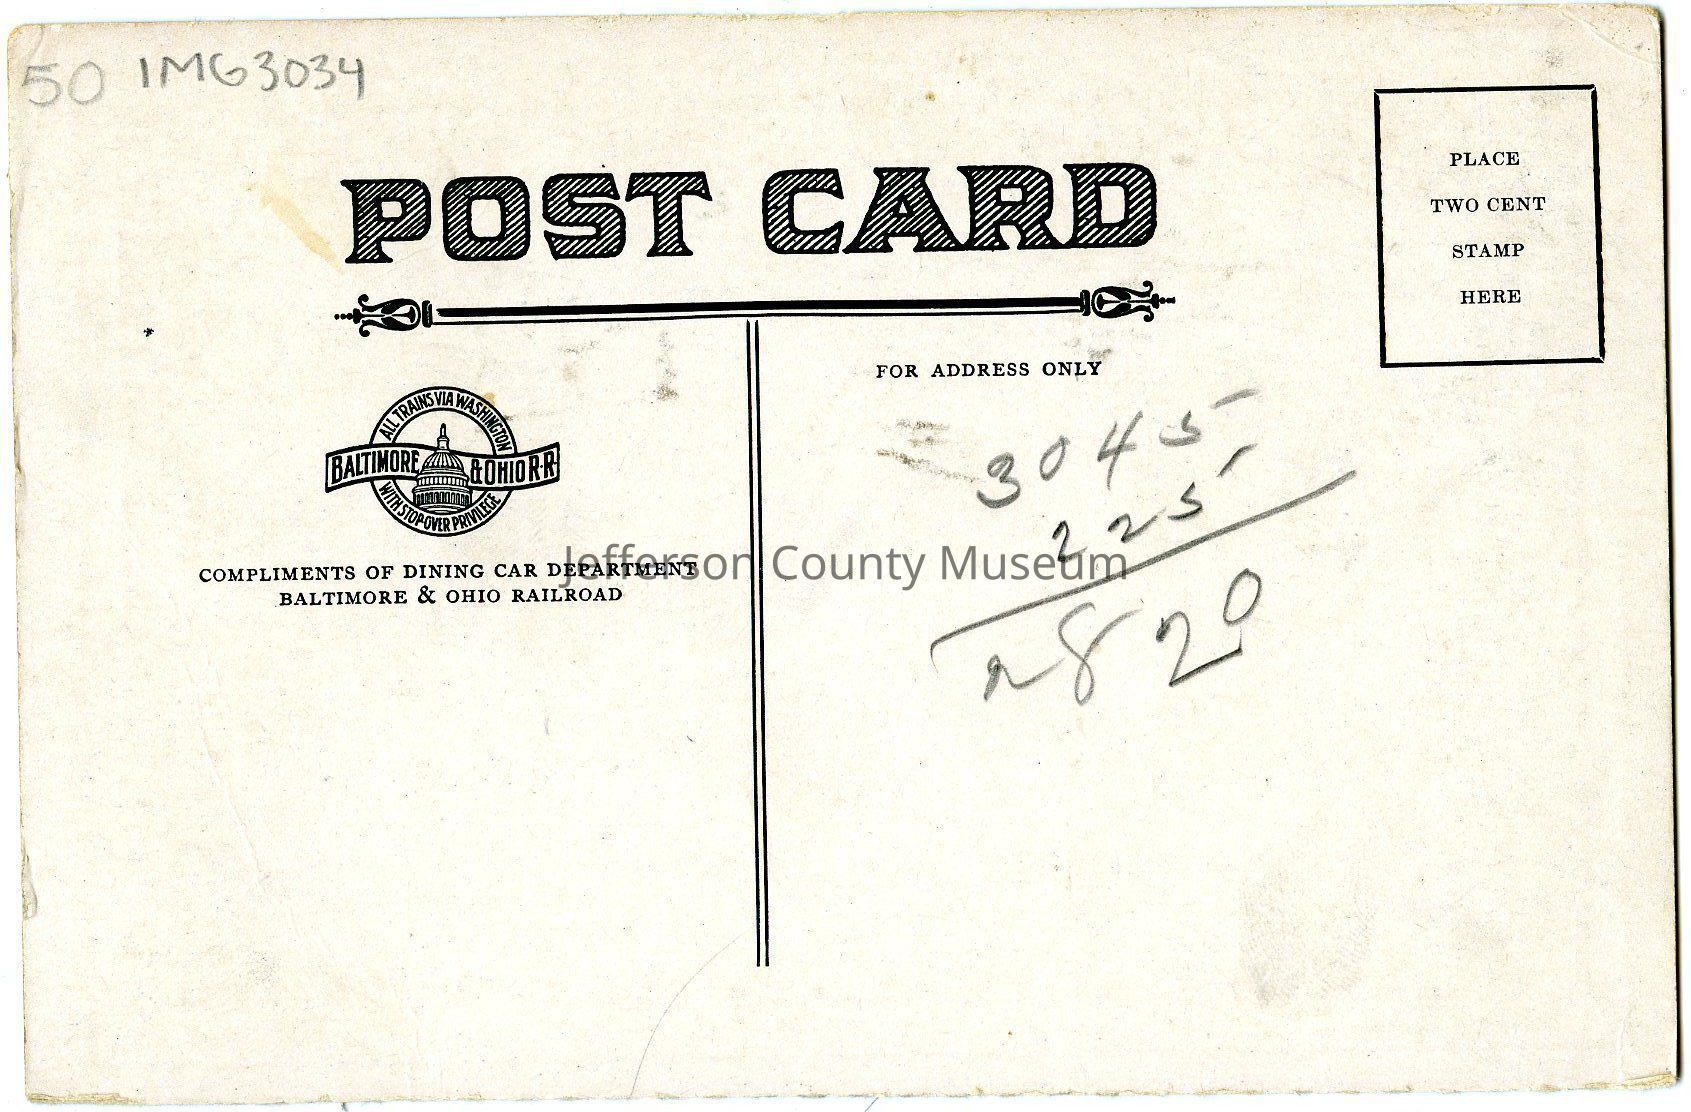 50 IMG3034
POST CARD
PLACE
TWO CENT
STAMP
HERE
FOR ADDRESS ONLY
ALL TRAINS VIA WASHINGTON
BALTIMORE & OHIO R-R
WITH STOP-OVER PRIVILEGE
COMPLIMENTS OF DINING CAR DEPARTMENT
BALTIMORE & OHIO RAILROAD
Jefferson County Museum
3045
225
2820